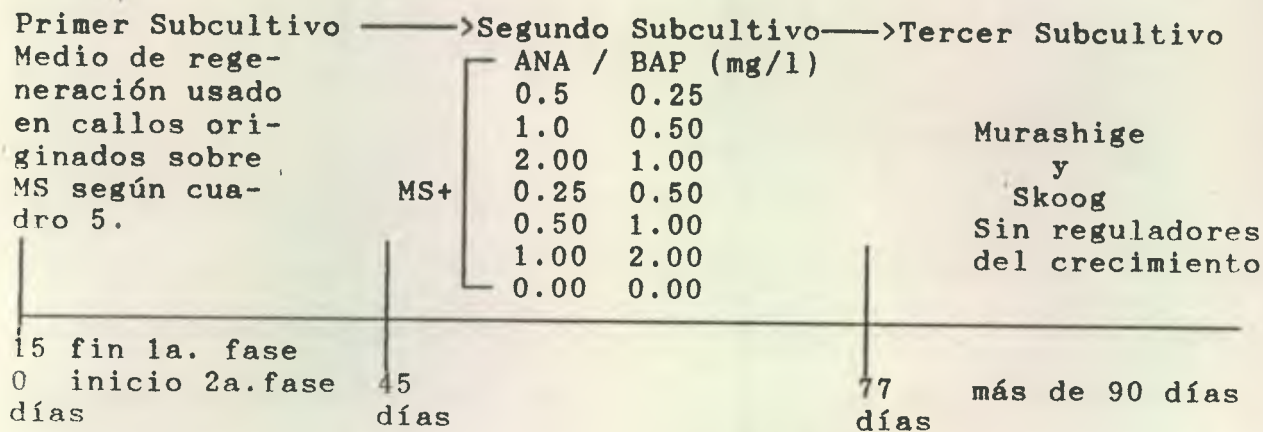 Primer Subcultivo ———>Segundo Subcultivo——>Tercer Subcultivo
Medio de rege-
neración usado
en callos ori-
ginados sobre
MS según cua-
dro 5.
MS+
ANA / BAP (mg/l)
0.5 0.25
1.0 0.50
2.00 1.00
0.25 0.50
0.50 1.00
1.00 2.00
0.00 0.00
Murashige
y
Skoog
Sin reguladores
del crecimiento
15 fin 1a. fase
0 inicio 2a.fase
días
45
días
77
días
más de 90 días